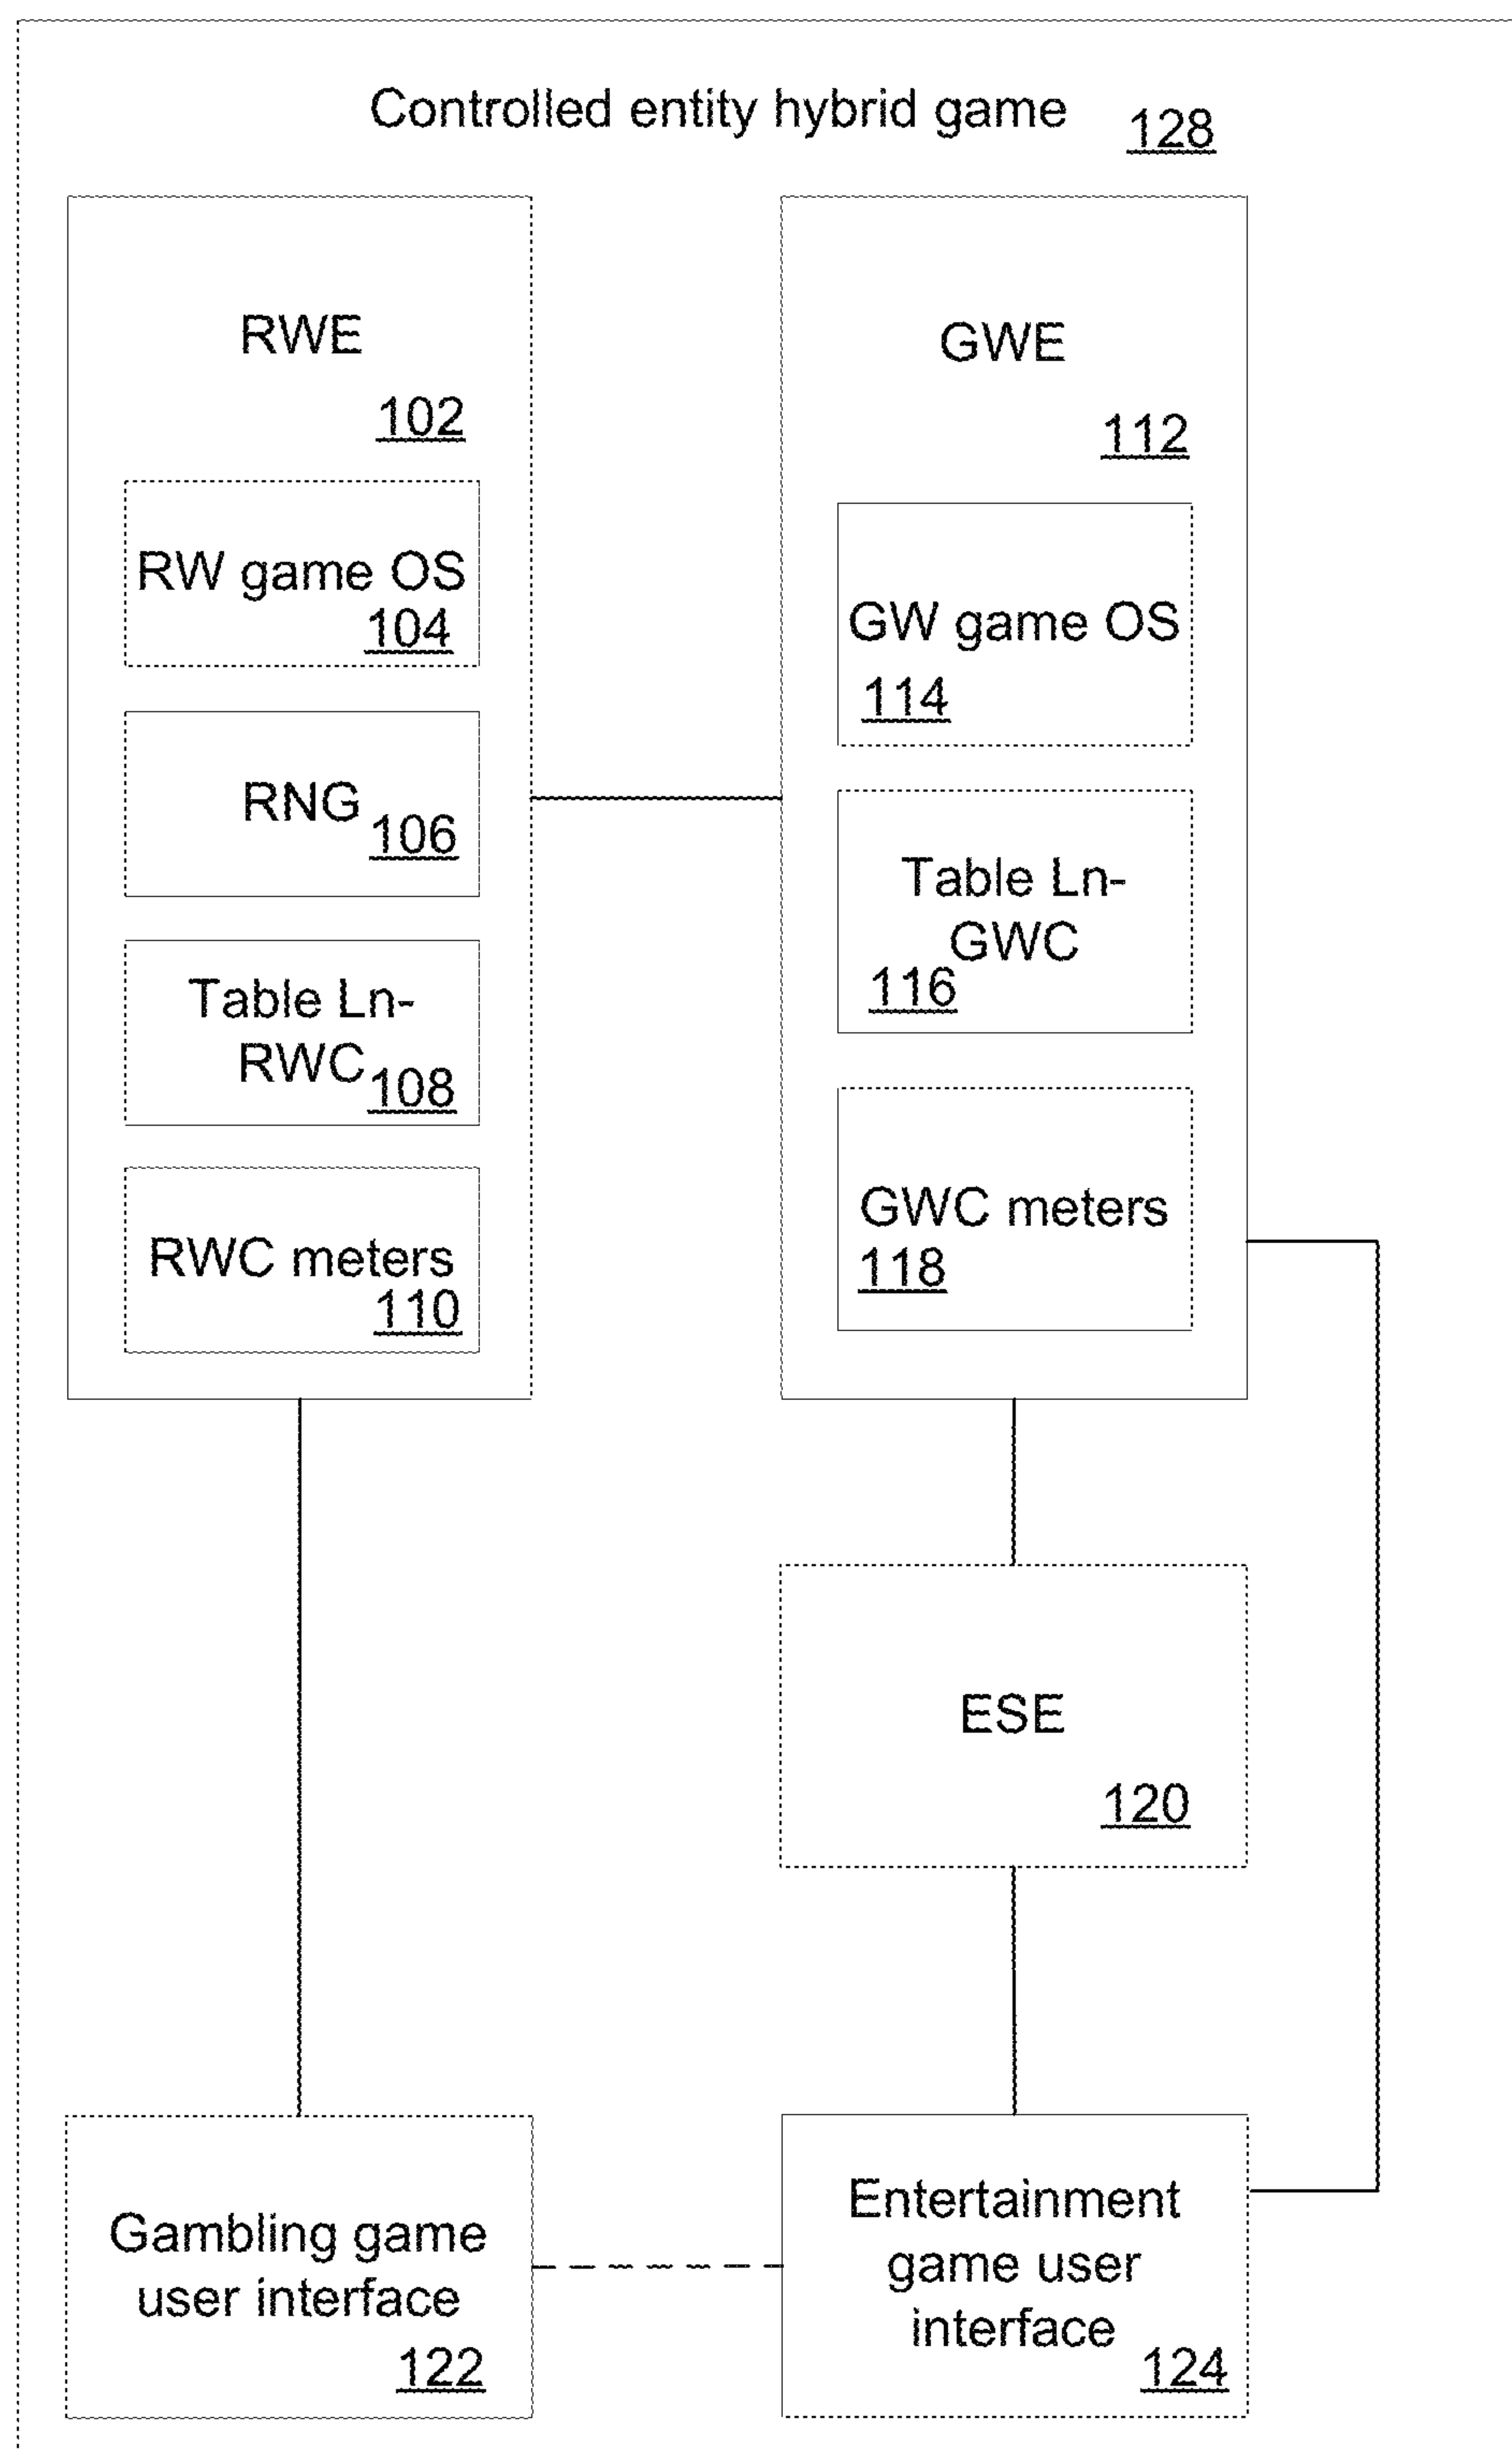 Controlled entity hybrid game 128
RWE
102
RW game OS
104
RNG 106
Table Ln-
RWC 108
RWC meters
110
GWE
112
GW game OS
114
Table Ln-
GWC
116
GWC meters
118
ESE
120
Gambling game
user interface
122
Entertainment
game user
interface
124